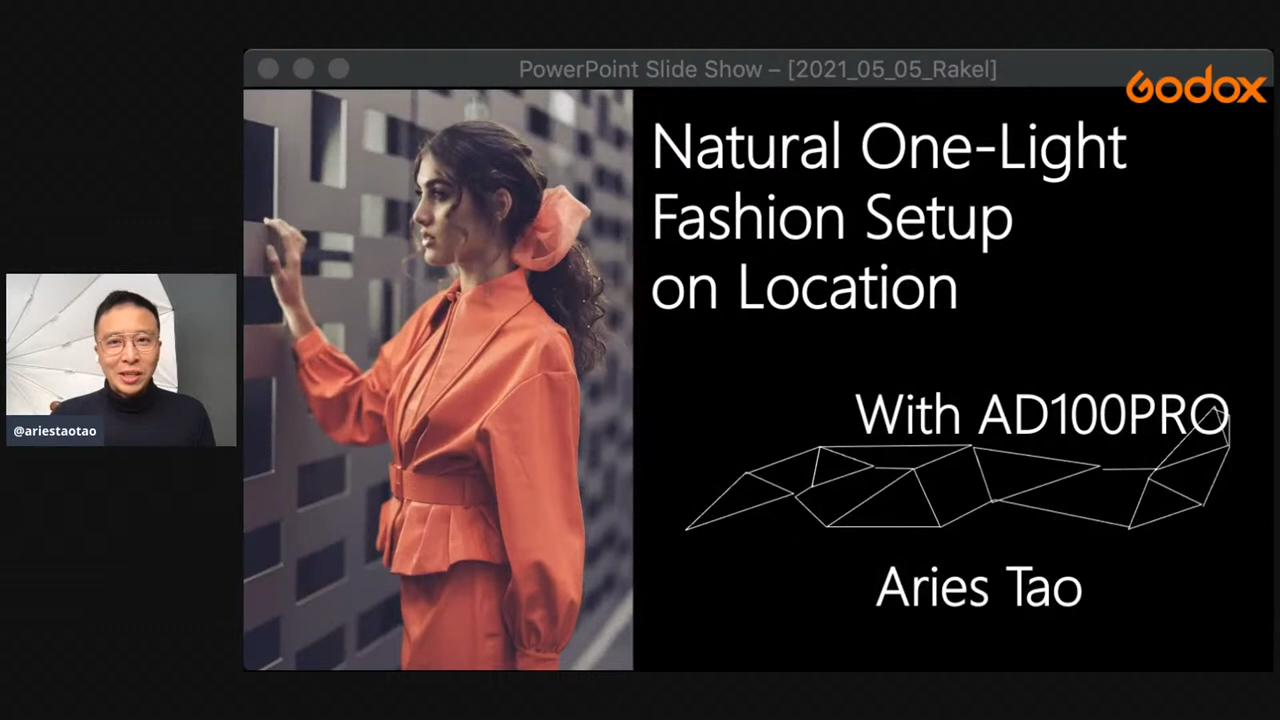 PowerPoint Slide Show – [2021_05_05_Rakel]
Godox
Natural One-Light
Fashion Setup
on Location
With AD100PRO
Aries Tao
@ariestaotao